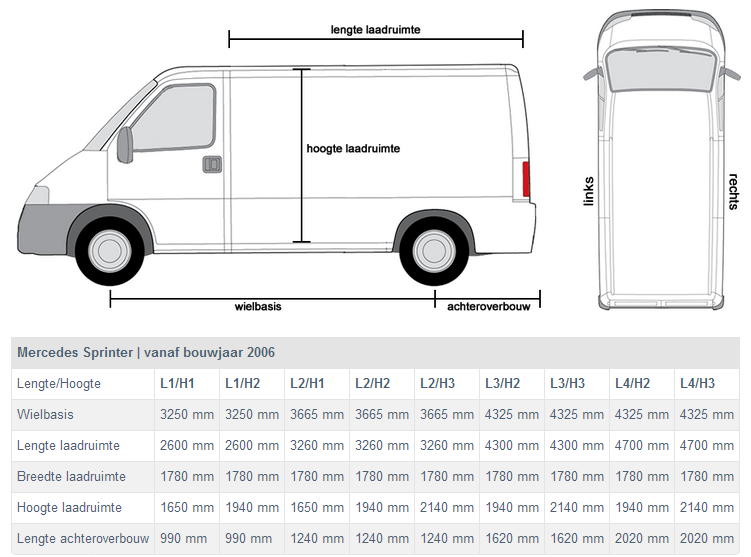 lengte laadruimte
hoogte laadruimte
links
rechts
wielbasis
achteroverbouw
Mercedes Sprinter | vanaf bouwjaar 2006
Lengte/Hoogte L1/H1 L1/H2 L2/H1 L2/H2 L2/H3 L3/H2 L3/H3 L4/H2 L4/H3
Wielbasis 3250 mm 3250 mm 3665 mm 3665 mm 3665 mm 4325 mm 4325 mm 4325 mm 4325 mm
Lengte laadruimte 2600 mm 2600 mm 3260 mm 3260 mm 3260 mm 4300 mm 4300 mm 4700 mm 4700 mm
Breedte laadruimte 1780 mm 1780 mm 1780 mm 1780 mm 1780 mm 1780 mm 1780 mm 1780 mm 1780 mm
Hoogte laadruimte 1650 mm 1940 mm 1650 mm 1940 mm 2140 mm 1940 mm 2140 mm 1940 mm 2140 mm
Lengte achteroverbouw 990 mm 990 mm 1240 mm 1240 mm 1240 mm 1620 mm 1620 mm 2020 mm 2020 mm